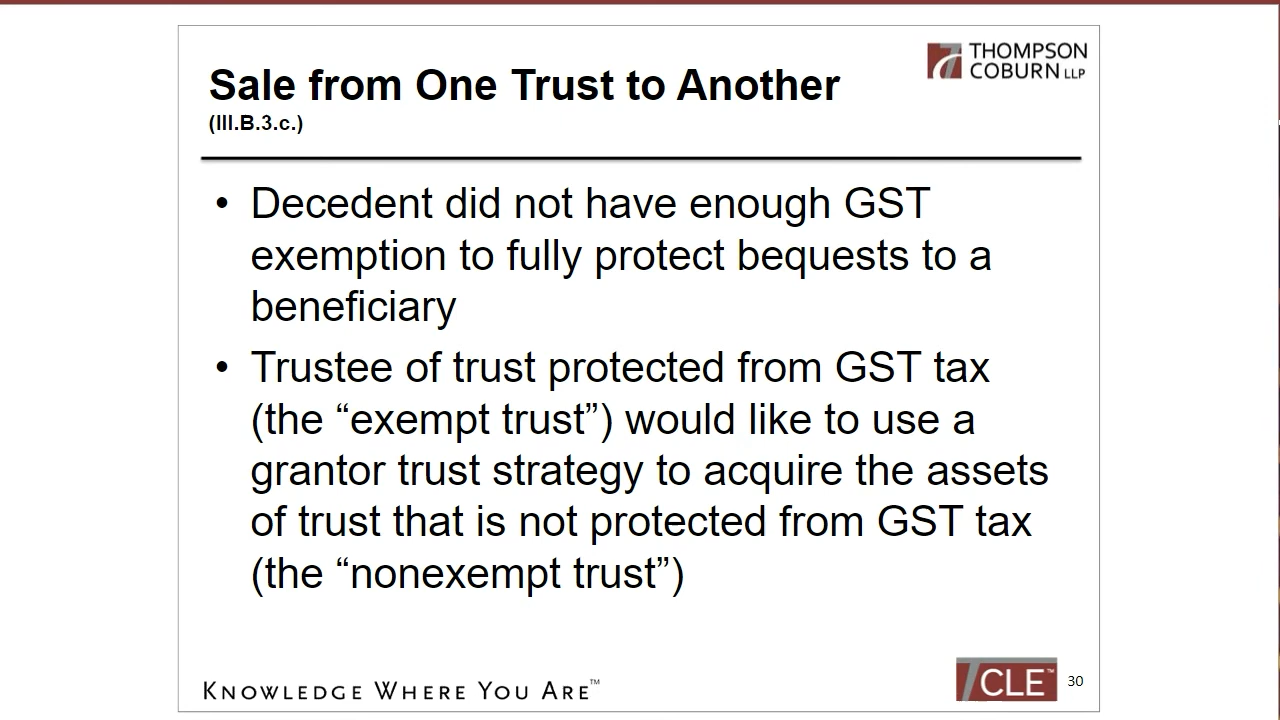 THOMPSON
COBURN LLP
Sale from One Trust to Another
(III.B.3.c.)
• Decedent did not have enough GST
exemption to fully protect bequests to a
beneficiary
• Trustee of trust protected from GST tax
(the “exempt trust”) would like to use a
grantor trust strategy to acquire the assets
of trust that is not protected from GST tax
(the “nonexempt trust”)
KNOWLEDGE WHERE YOU ARE™
TCLE™
30